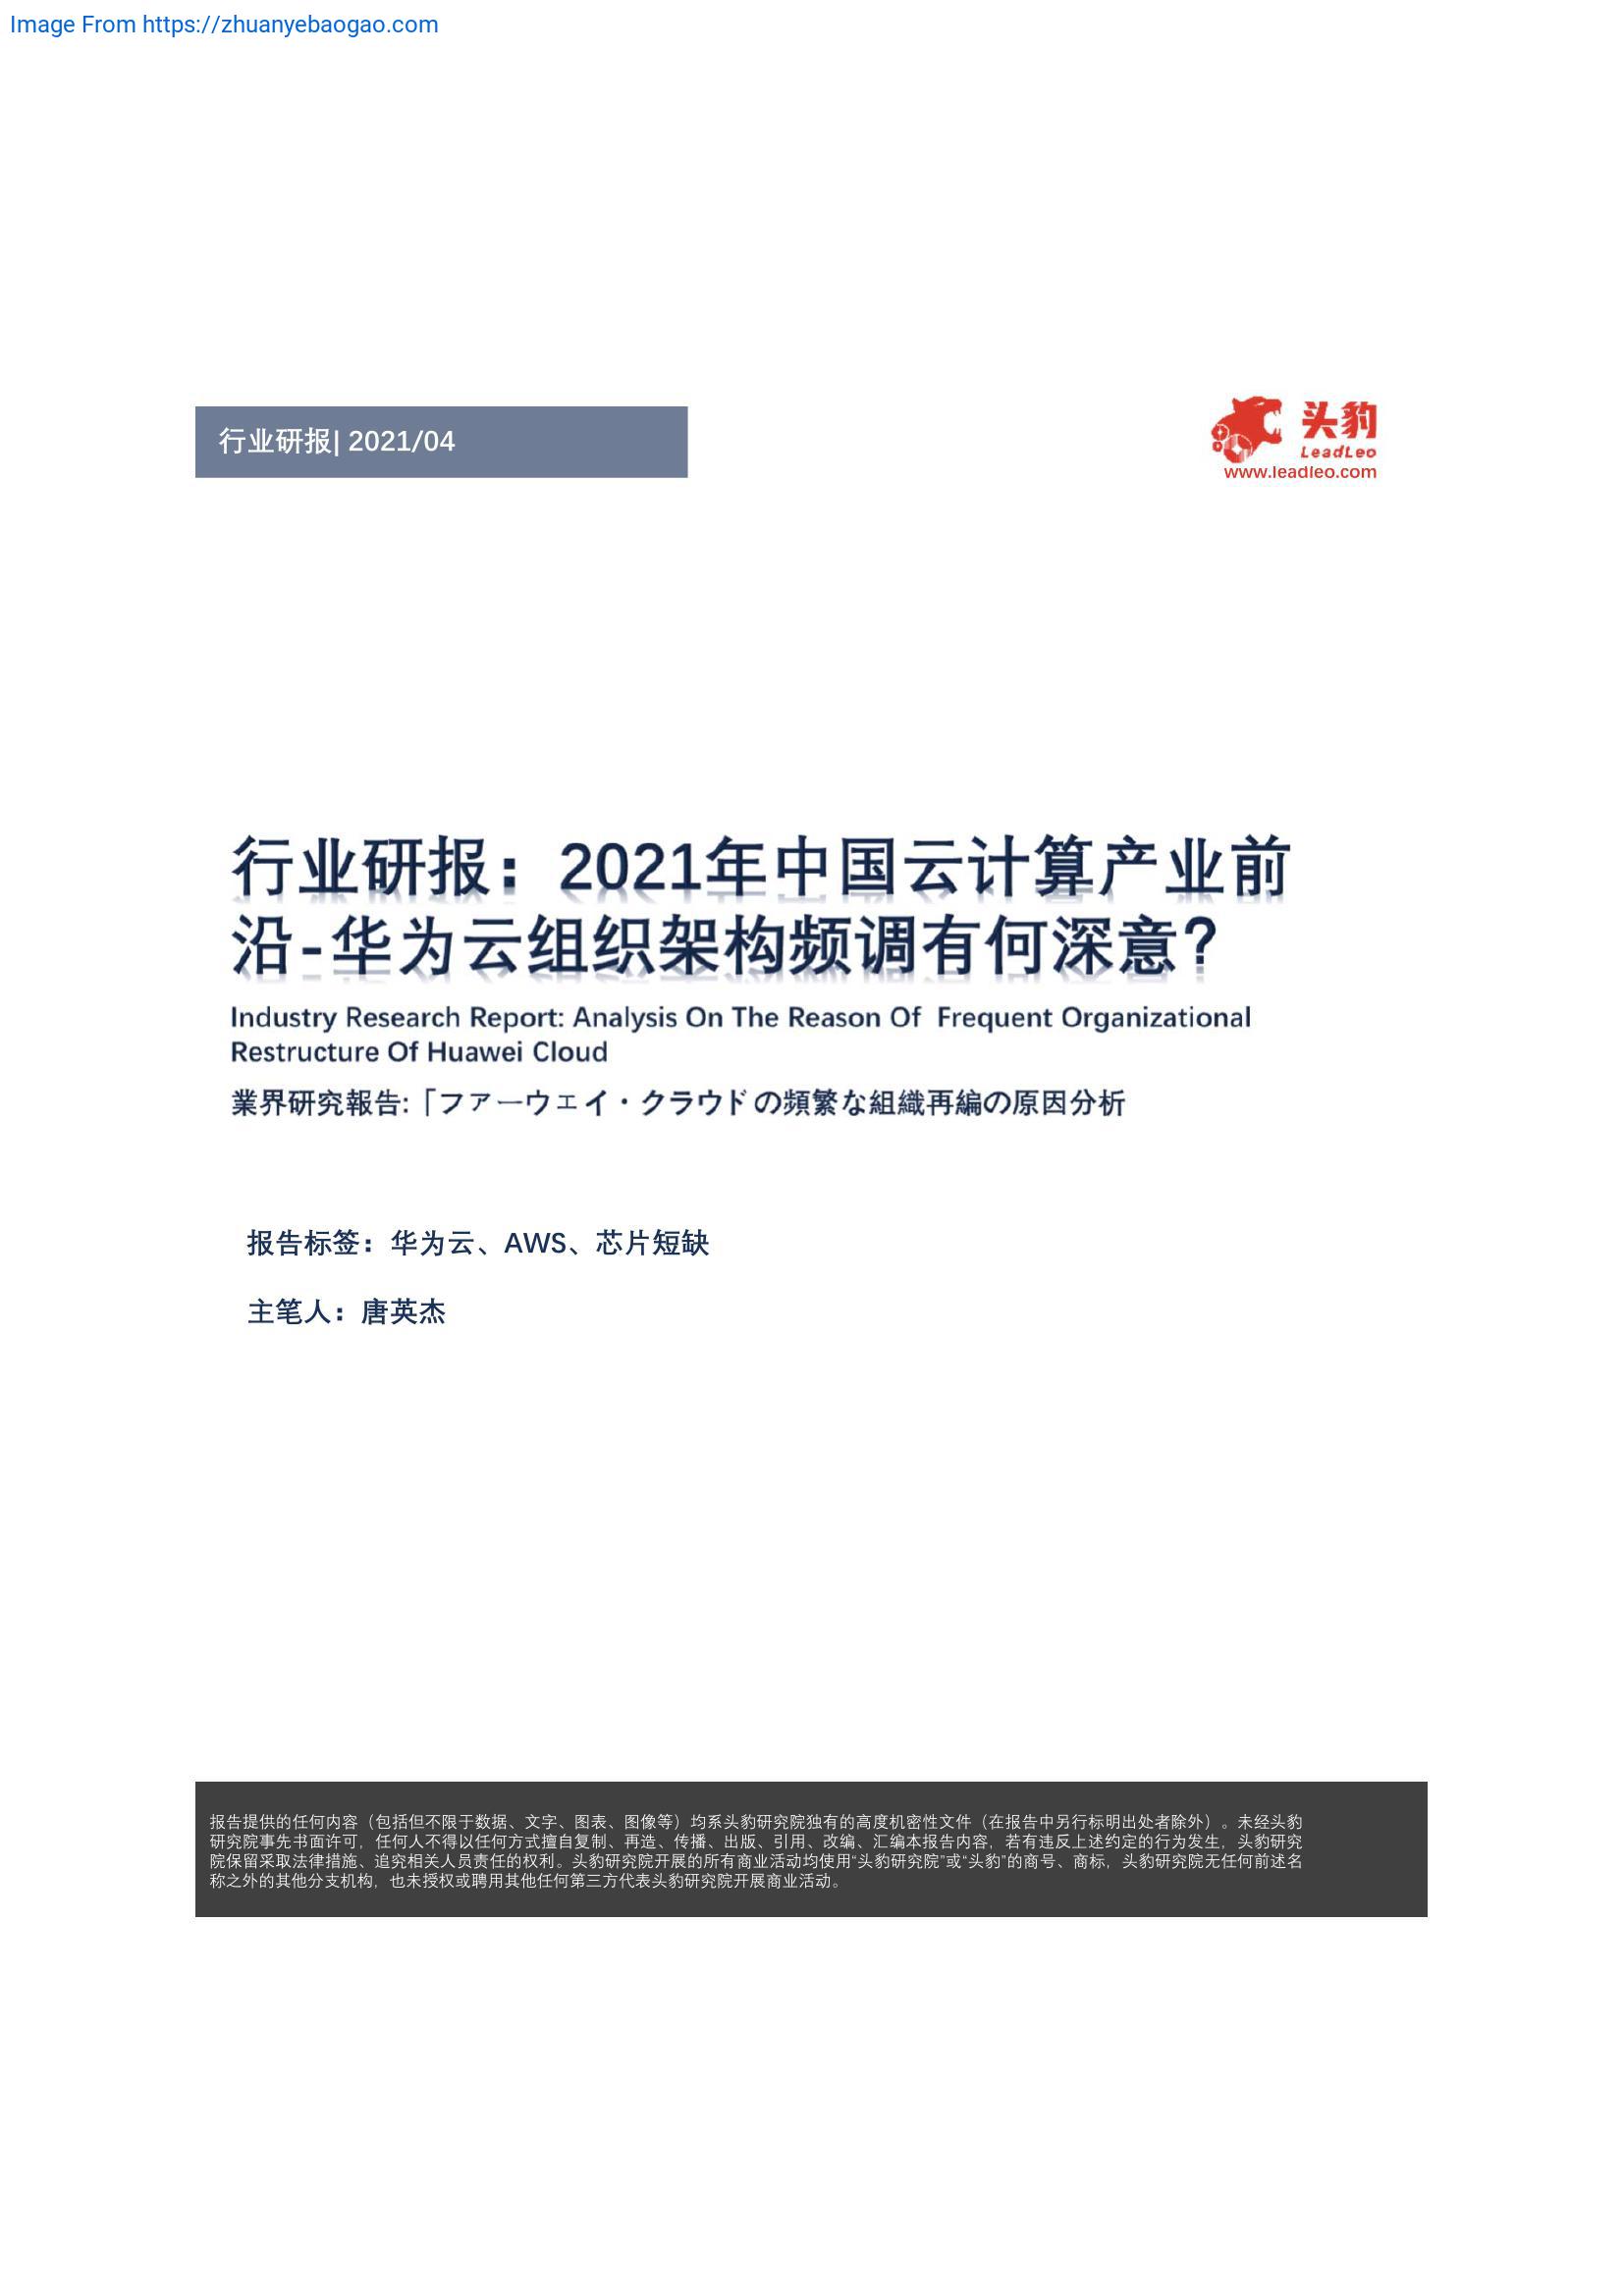 Image From https://zhuanyebaogao.com
行业研报| 2021/04
头豹
LeadLeo
www.leadleo.com
行业研报：2021年中国云计算产业前
沿-华为云组织架构频调有何深意？
Industry Research Report: Analysis On The Reason Of Frequent Organizational
Restructure Of Huawei Cloud
業界研究報告:「ファーウェイ・クラウドの頻繁な組織再編の原因分析
报告标签：华为云、AWS、芯片短缺
主笔人：唐英杰
报告提供的任何内容（包括但不限于数据、文字、图表、图像等）均系头豹研究院独有的高度机密性文件（在报告中另行标明出处者除外）。未经头豹
研究院事先书面许可，任何人不得以任何方式擅自复制、再造、传播、出版、引用、改编、汇编本报告内容，若有违反上述约定的行为发生，头豹研究
院保留采取法律措施、追究相关人员责任的权利。头豹研究院开展的所有商业活动均使用“头豹研究院”或“头豹”的商号、商标，头豹研究院无任何前述名
称之外的其他分支机构，也未授权或聘用其他任何第三方代表头豹研究院开展商业活动。